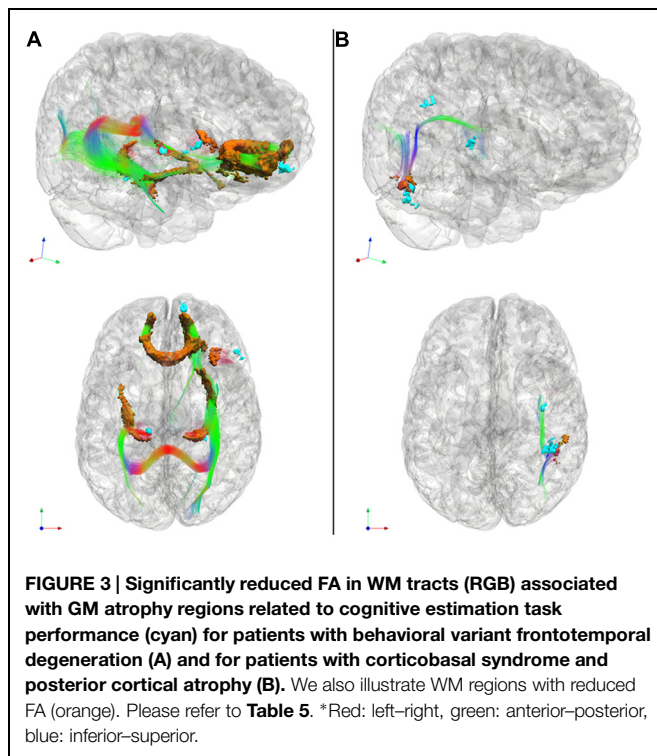 A
B
FIGURE 3 | Significantly reduced FA in WM tracts (RGB) associated
with GM atrophy regions related to cognitive estimation task
performance (cyan) for patients with behavioral variant frontotemporal
degeneration (A) and for patients with corticobasal syndrome and
posterior cortical atrophy (B). We also illustrate WM regions with reduced
FA (orange). Please refer to Table 5. *Red: left–right, green: anterior–posterior,
blue: inferior–superior.